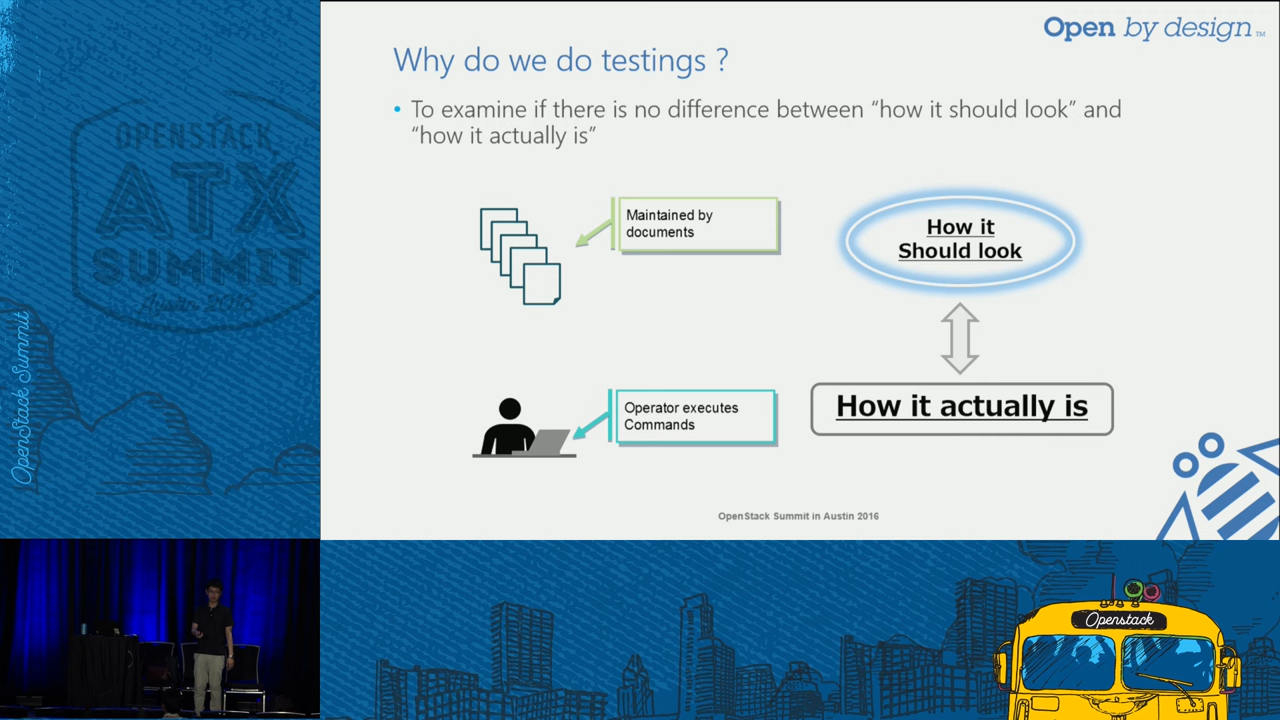 Open by design™
Why do we do testings ?
• To examine if there is no difference between “how it should look” and
“how it actually is”
Maintained by
documents
How it
Should look
Operator executes
Commands
How it actually is
OpenStack Summit in Austin 2016
OPENSTACK
ATX
SUMMIT
Austin 2016
OpenStack Summit
Openstack